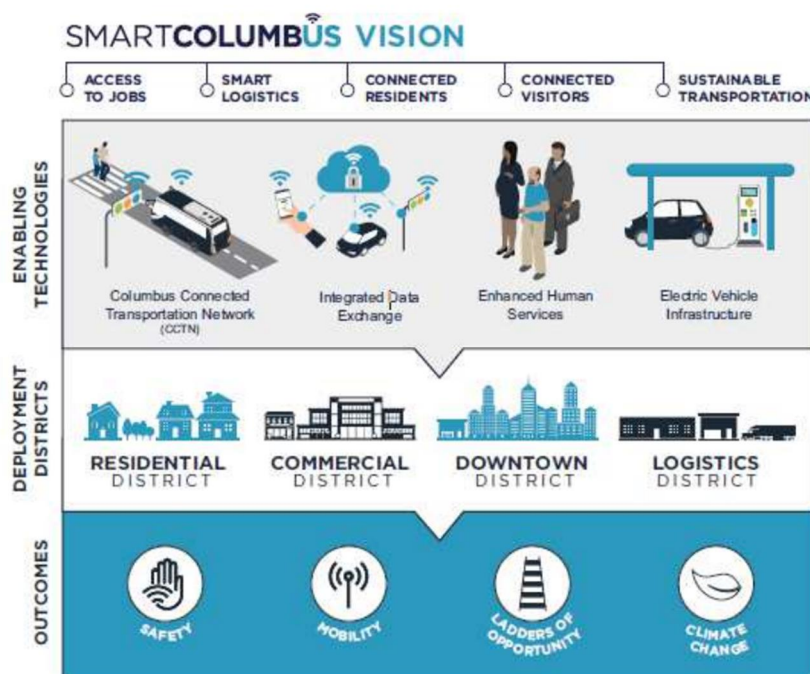 SMARTCOLUMBUS VISION
ACCESS
TO JOBS
SMART
LOGISTICS
CONNECTED
RESIDENTS
CONNECTED
VISITORS
SUSTAINABLE
TRANSPORTATION
ENABLING
TECHNOLOGIES
Columbus Connected
Transportation Network
(CCTN)
Integrated Data
Exchange
Enhanced Human
Services
Electric Vehicle
Infrastructure
DEPLOYMENT
DISTRICTS
RESIDENTIAL
DISTRICT
COMMERCIAL
DISTRICT
DOWNTOWN
DISTRICT
LOGISTICS
DISTRICT
OUTCOMES
SAFETY
MOBILITY
LADDERS OF
OPPORTUNITY
CLIMATE
CHANGE